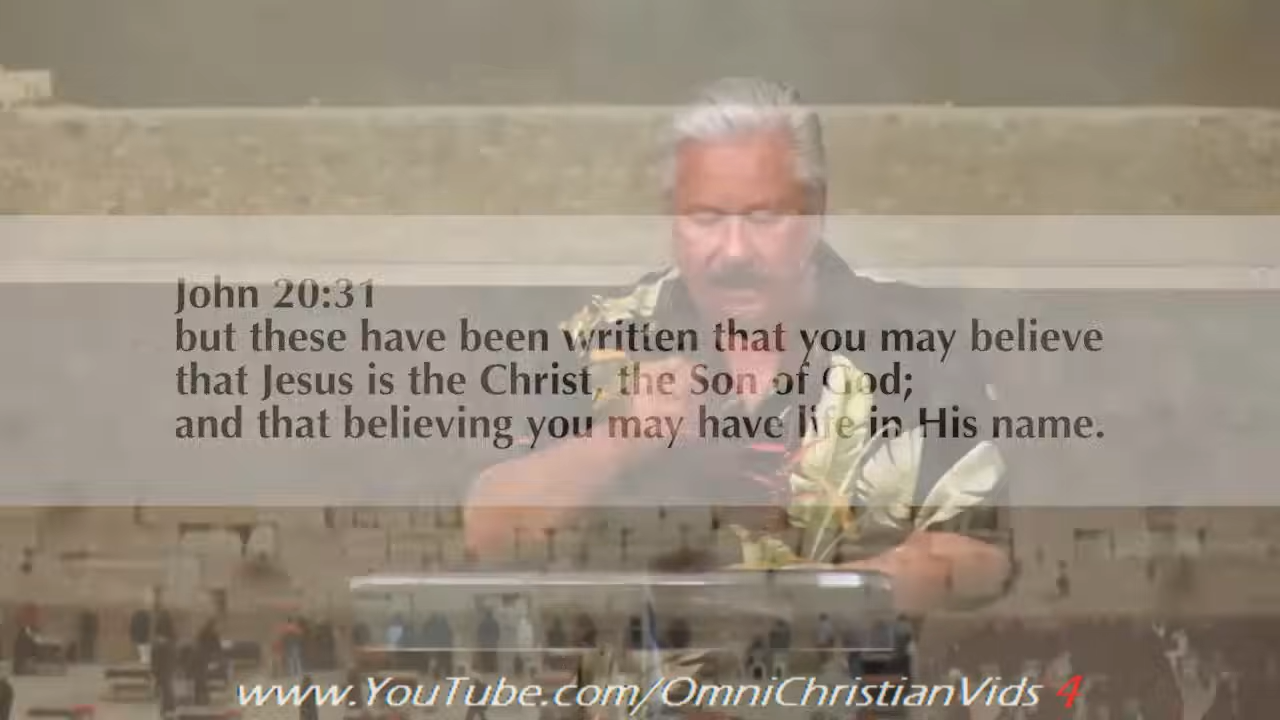 John 20:31
but these have been written that you may believe
that Jesus is the Christ, the Son of God;
and that believing you may have life in His name.
www.YouTube.com/OmniChristianVids 4